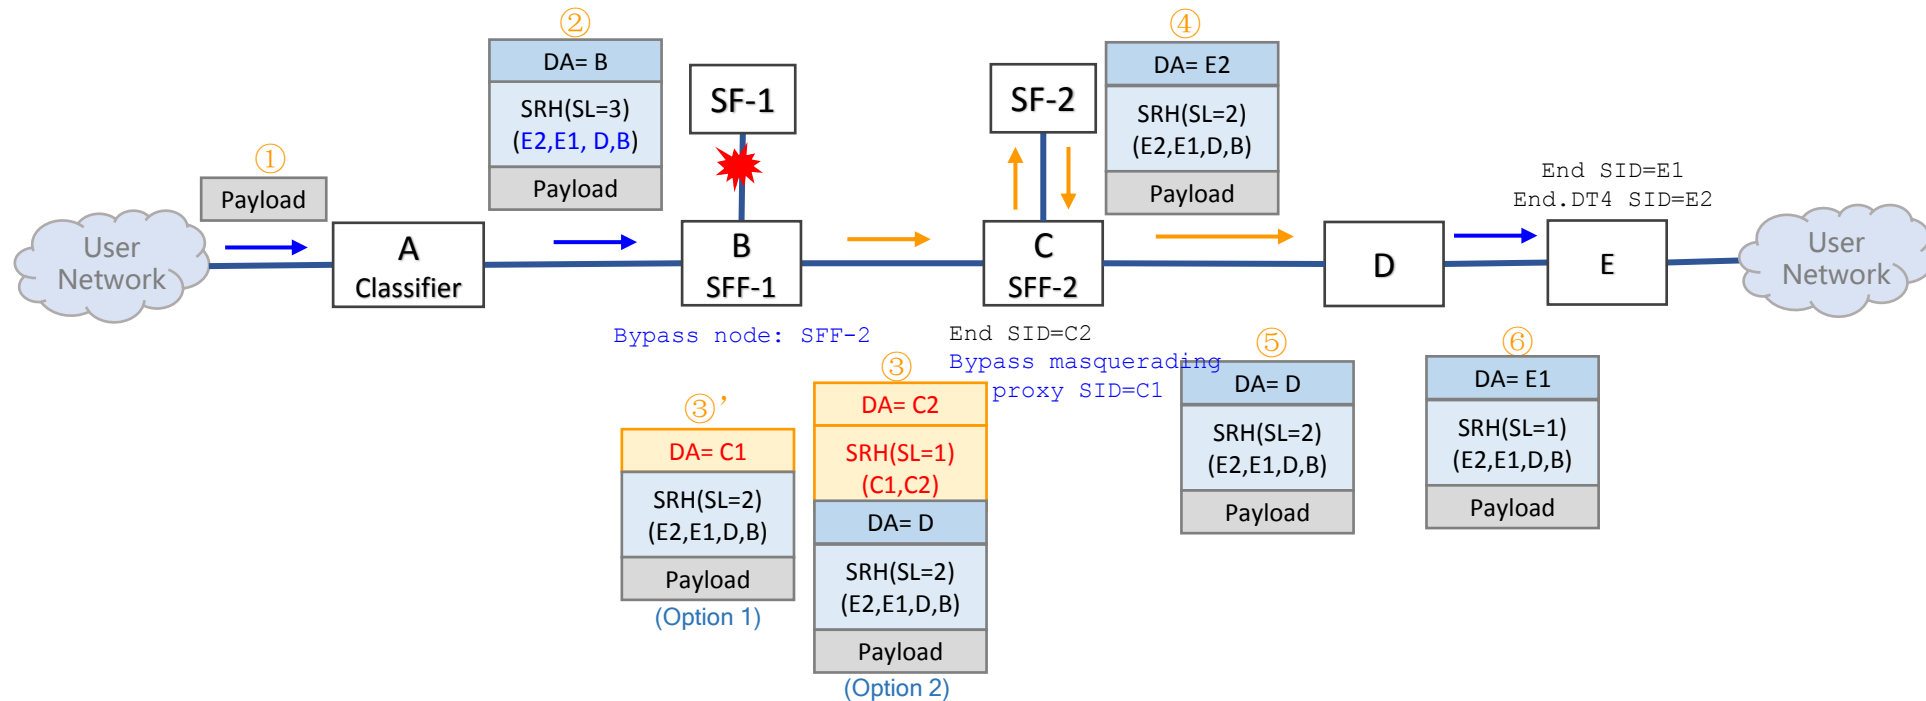 ①
Payload
User
Network
A
Classifier
②
DA= B
SRH(SL=3)
(E2,E1, D,B)
Payload
SF-1
B
SFF-1
Bypass node: SFF-2
SF-2
C
SFF-2
End SID=C2
Bypass masquerading
proxy SID=C1
④
DA= E2
SRH(SL=2)
(E2,E1,D,B)
Payload
D
End SID=E1
End.DT4 SID=E2
E
User
Network
③’
DA= C1
SRH(SL=2)
(E2,E1,D,B)
Payload
(Option 1)
③
DA= C2
SRH(SL=1)
(C1,C2)
DA= D
SRH(SL=2)
(E2,E1,D,B)
Payload
(Option 2)
⑤
DA= D
SRH(SL=2)
(E2,E1,D,B)
Payload
⑥
DA= E1
SRH(SL=1)
(E2,E1,D,B)
Payload